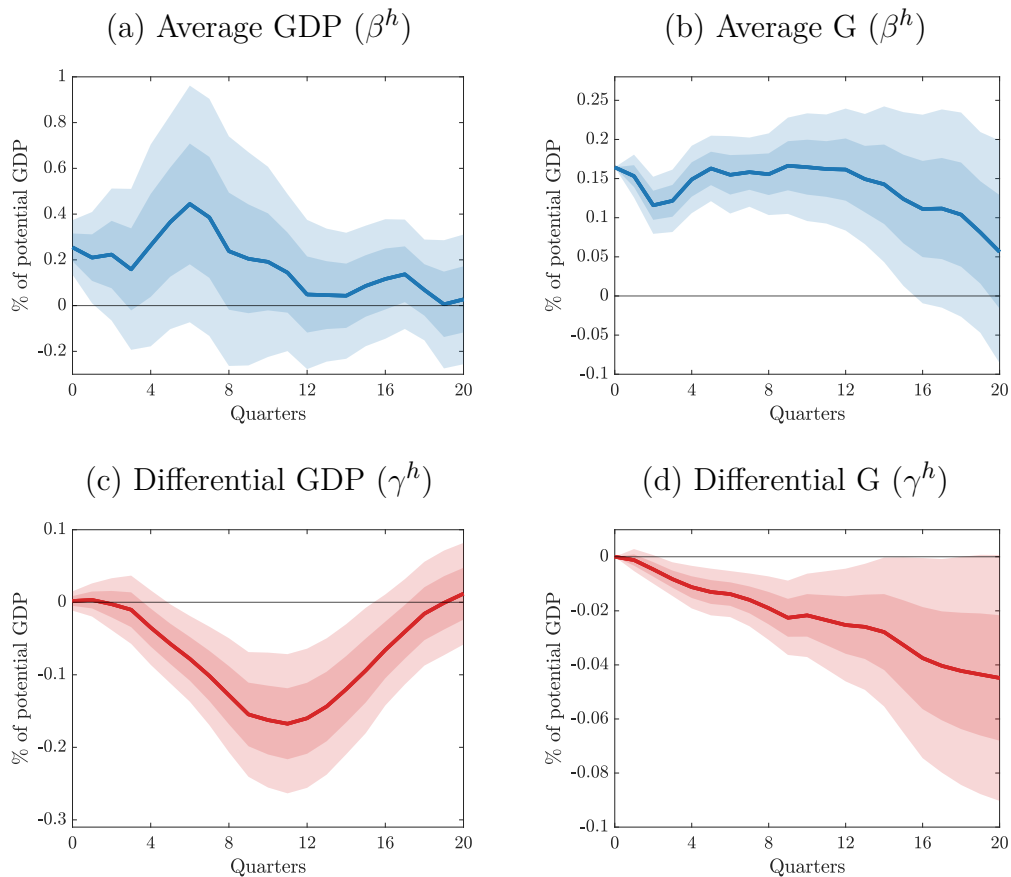 (a) Average GDP (β^h)
% of potential GDP
1
0.8
0.6
0.4
0.2
0
-0.2
0 4 8 12 16 20
Quarters
(b) Average G (β^h)
% of potential GDP
0.25
0.2
0.15
0.1
0.05
0
-0.05
-0.1
0 4 8 12 16 20
Quarters
(c) Differential GDP (γ^h)
% of potential GDP
0.1
0
-0.1
-0.2
-0.3
0 4 8 12 16 20
Quarters
(d) Differential G (γ^h)
% of potential GDP
0
-0.02
-0.04
-0.06
-0.08
-0.1
0 4 8 12 16 20
Quarters